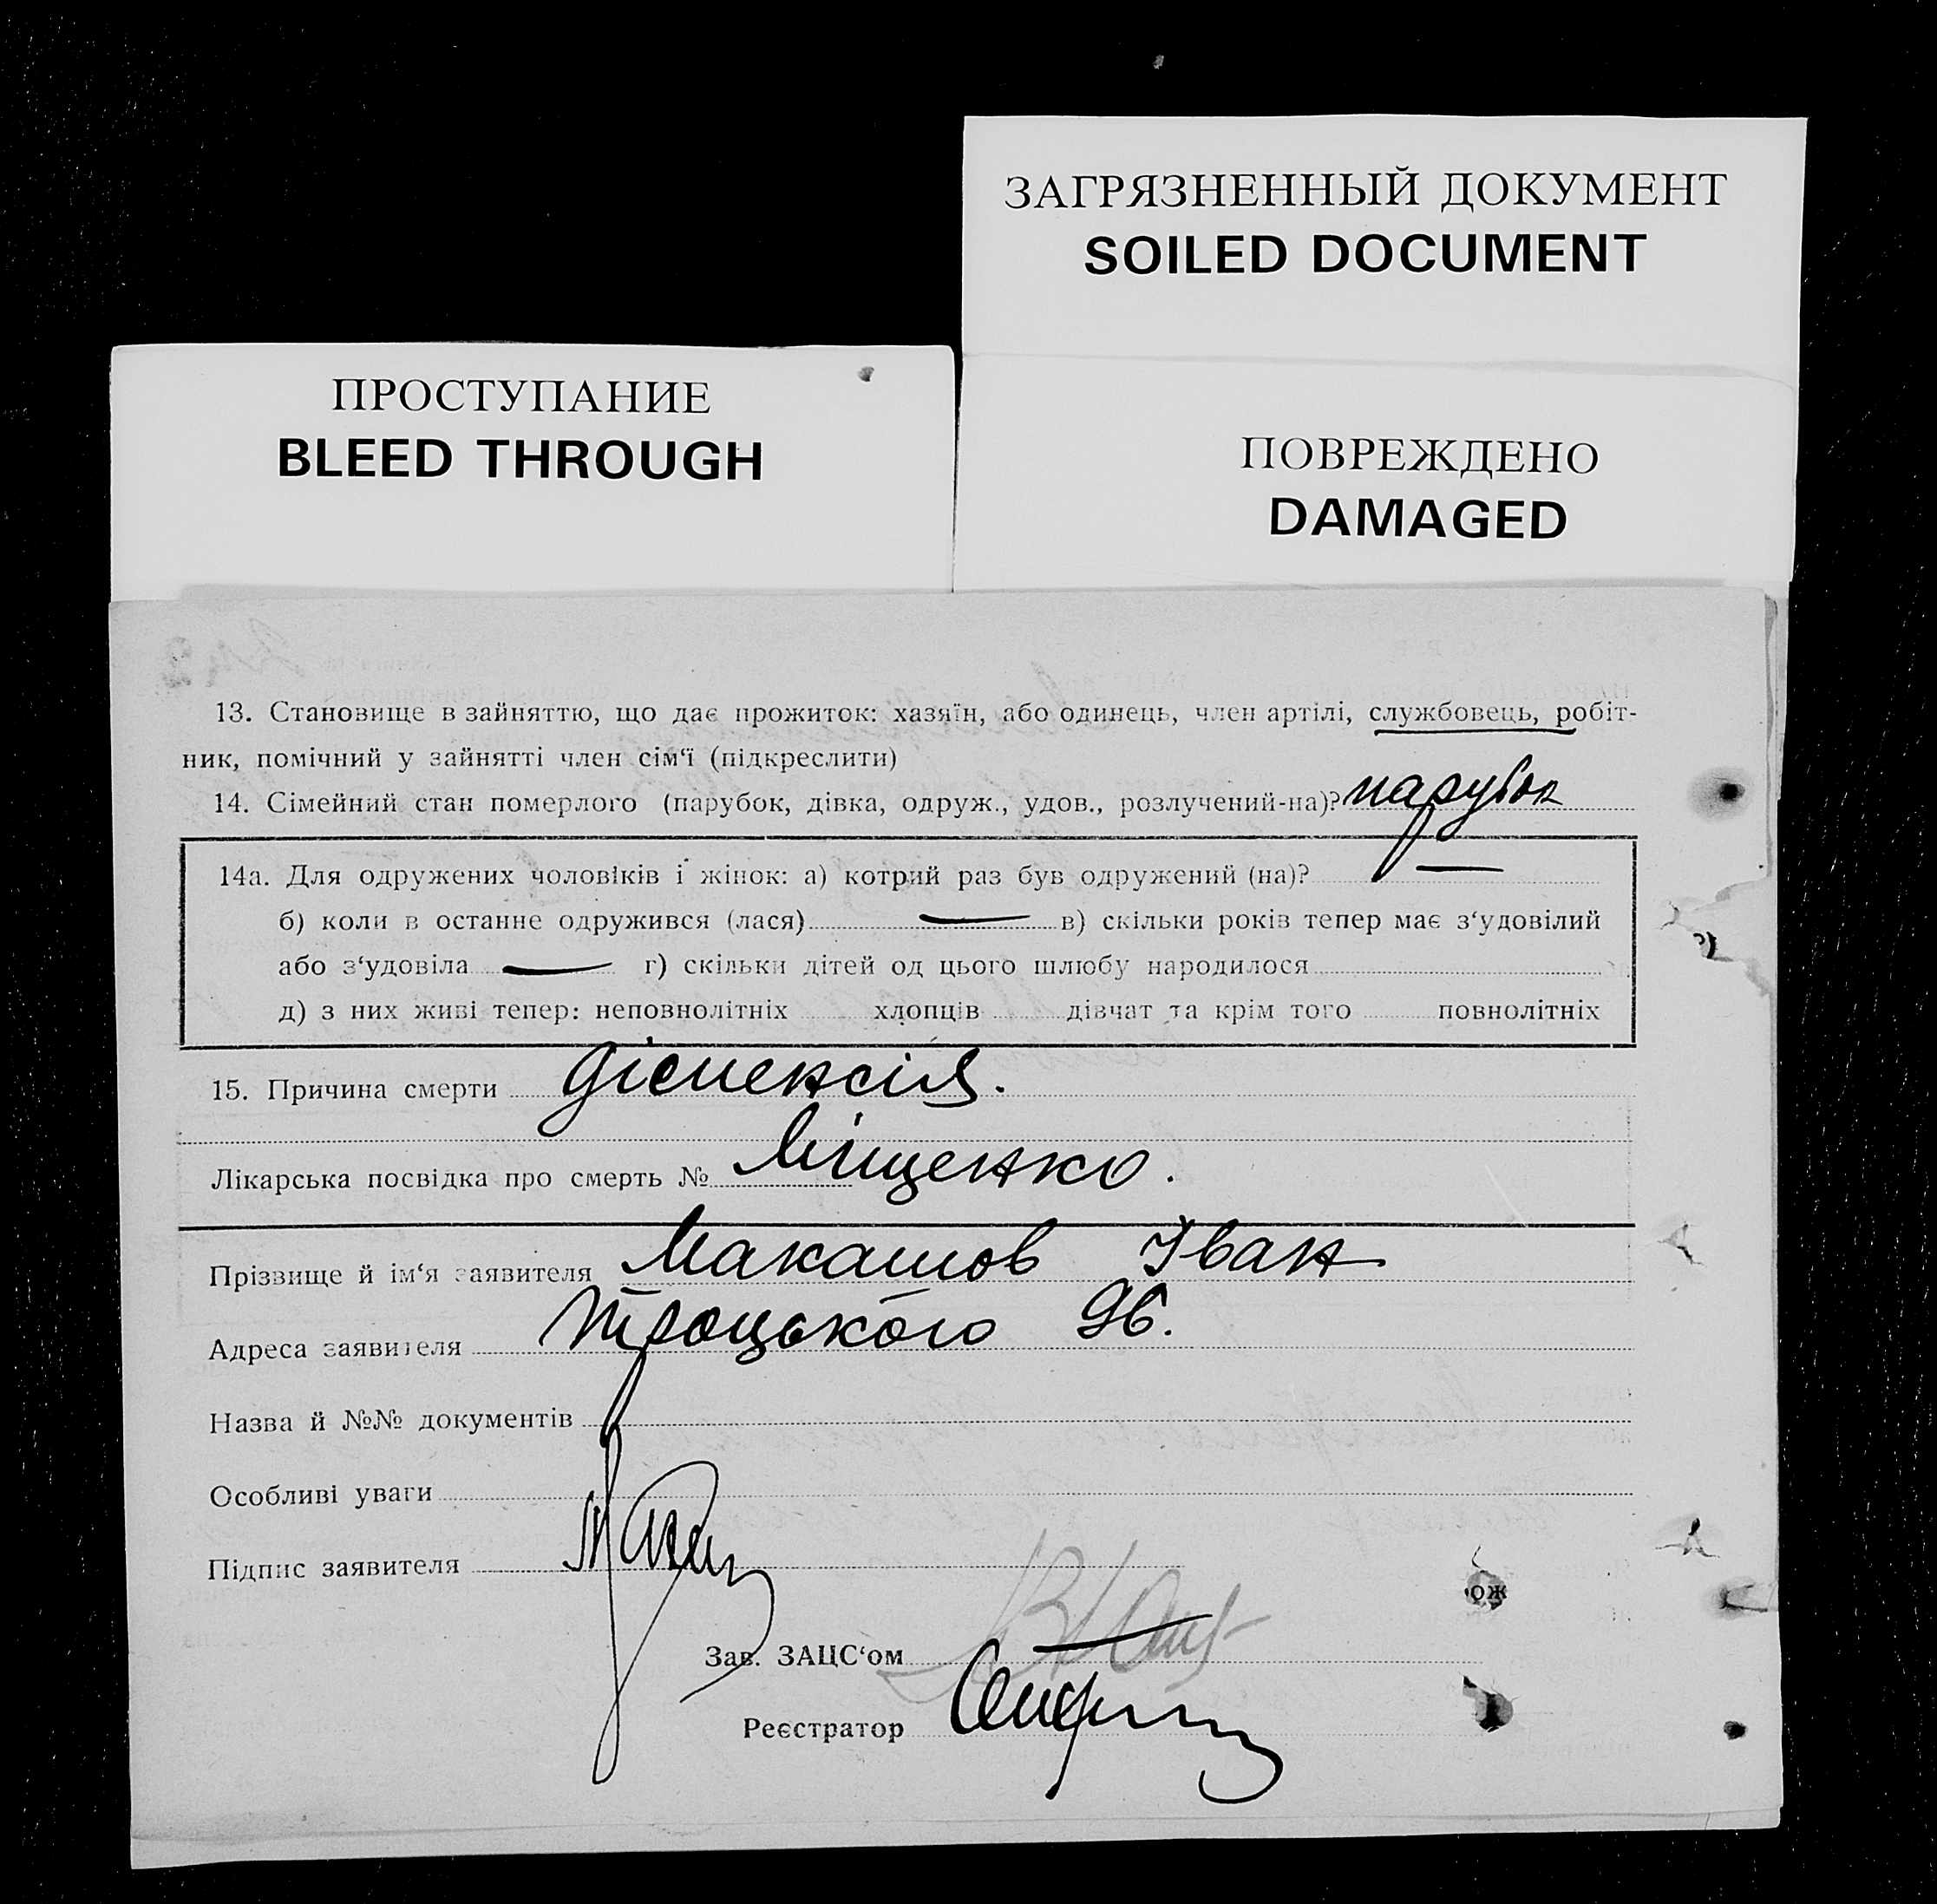 ЗАГРЯЗНЕННЫЙ ДОКУМЕНТ
SOILED DOCUMENT
ПРОСТУПАНИЕ
BLEED THROUGH
ПОВРЕЖДЕНО
DAMAGED
13. Становище в зайняттю, що дає прожиток: хазяїн, або одинець, член артілі, службовець, робіт-
ник, помічний у зайнятті член сім‘ї (підкреслити)
14. Сімейний стан померлого (парубок, дівка, одруж., удов., розлучений-на)? парубок
14а. Для одружених чоловіків і жінок: а) котрий раз був одружений (на)? —
б) коли в останне одружився (лася) — в) скільки років тепер має з‘удовілий
або з‘удовіла — г) скільки дітей од цього шлюбу народилося
д) з них живі тепер: неповнолітніх хлопців дівчат та крім того повнолітніх
15. Причина смерти діспенсія.
Лікарська посвідка про смерть № Міщенко.
Прізвище й ім‘я заявителя Макашов Іван
Адреса заявителя Троцького 96.
Назва й №№ документів
Особливі уваги
Підпис заявителя
ож
Зав. ЗАЦС‘ом
Реєстратор